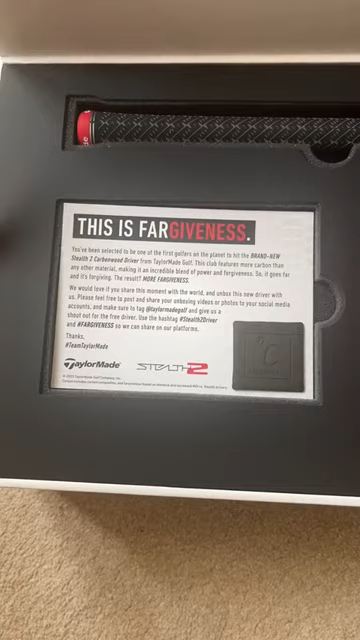 THIS IS FARGIVENESS.
You've been selected to be one of the first golfers on the planet to hit the BRAND-NEW
Stealth 2 Carbonwood Driver from TaylorMade Golf. This club features more carbon than
any other material, making it an incredible blend of power and forgiveness. So, it goes far
and it's forgiving. The result? MORE FARGIVENESS.
We would love if you share this moment with the world, and unbox this new driver with
us. Please feel free to post and share your unboxing videos or photos to your social media
accounts, and make sure to tag @taylormadegolf and give us a
shout out for the free driver. Use the hashtag #Stealth2Driver
and #FARGIVENESS so we can share on our platforms.
Thanks,
#TeamTaylorMade
TaylorMade
STEALTH 2
°C